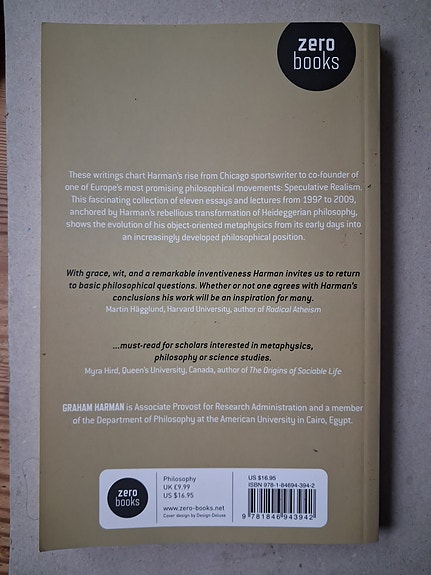 zero
books
These writings chart Harman's rise from Chicago sportswriter to co-founder of
one of Europe's most promising philosophical movements: Speculative Realism.
This fascinating collection of eleven essays and lectures from 1997 to 2009,
anchored by Harman's rebellious transformation of Heideggerian philosophy,
shows the evolution of his object-oriented metaphysics from its early days into
an increasingly developed philosophical position.
With grace, wit, and a remarkable inventiveness Harman invites us to return
to basic philosophical questions. Whether or not one agrees with Harman's
conclusions his work will be an inspiration for many.
Martin Hägglund, Harvard University, author of Radical Atheism
...must-read for scholars interested in metaphysics,
philosophy or science studies.
Myra Hird, Queen's University, Canada, author of The Origins of Sociable Life
GRAHAM HARMAN is Associate Provost for Research Administration and a member
of the Department of Philosophy at the American University in Cairo, Egypt.
zero
books
Philosophy
UK £9.99
US $16.95
www.zero-books.net
Cover design by Design Deluxe
US $16.95
ISBN 978-1-84694-394-2
9 781846 943942